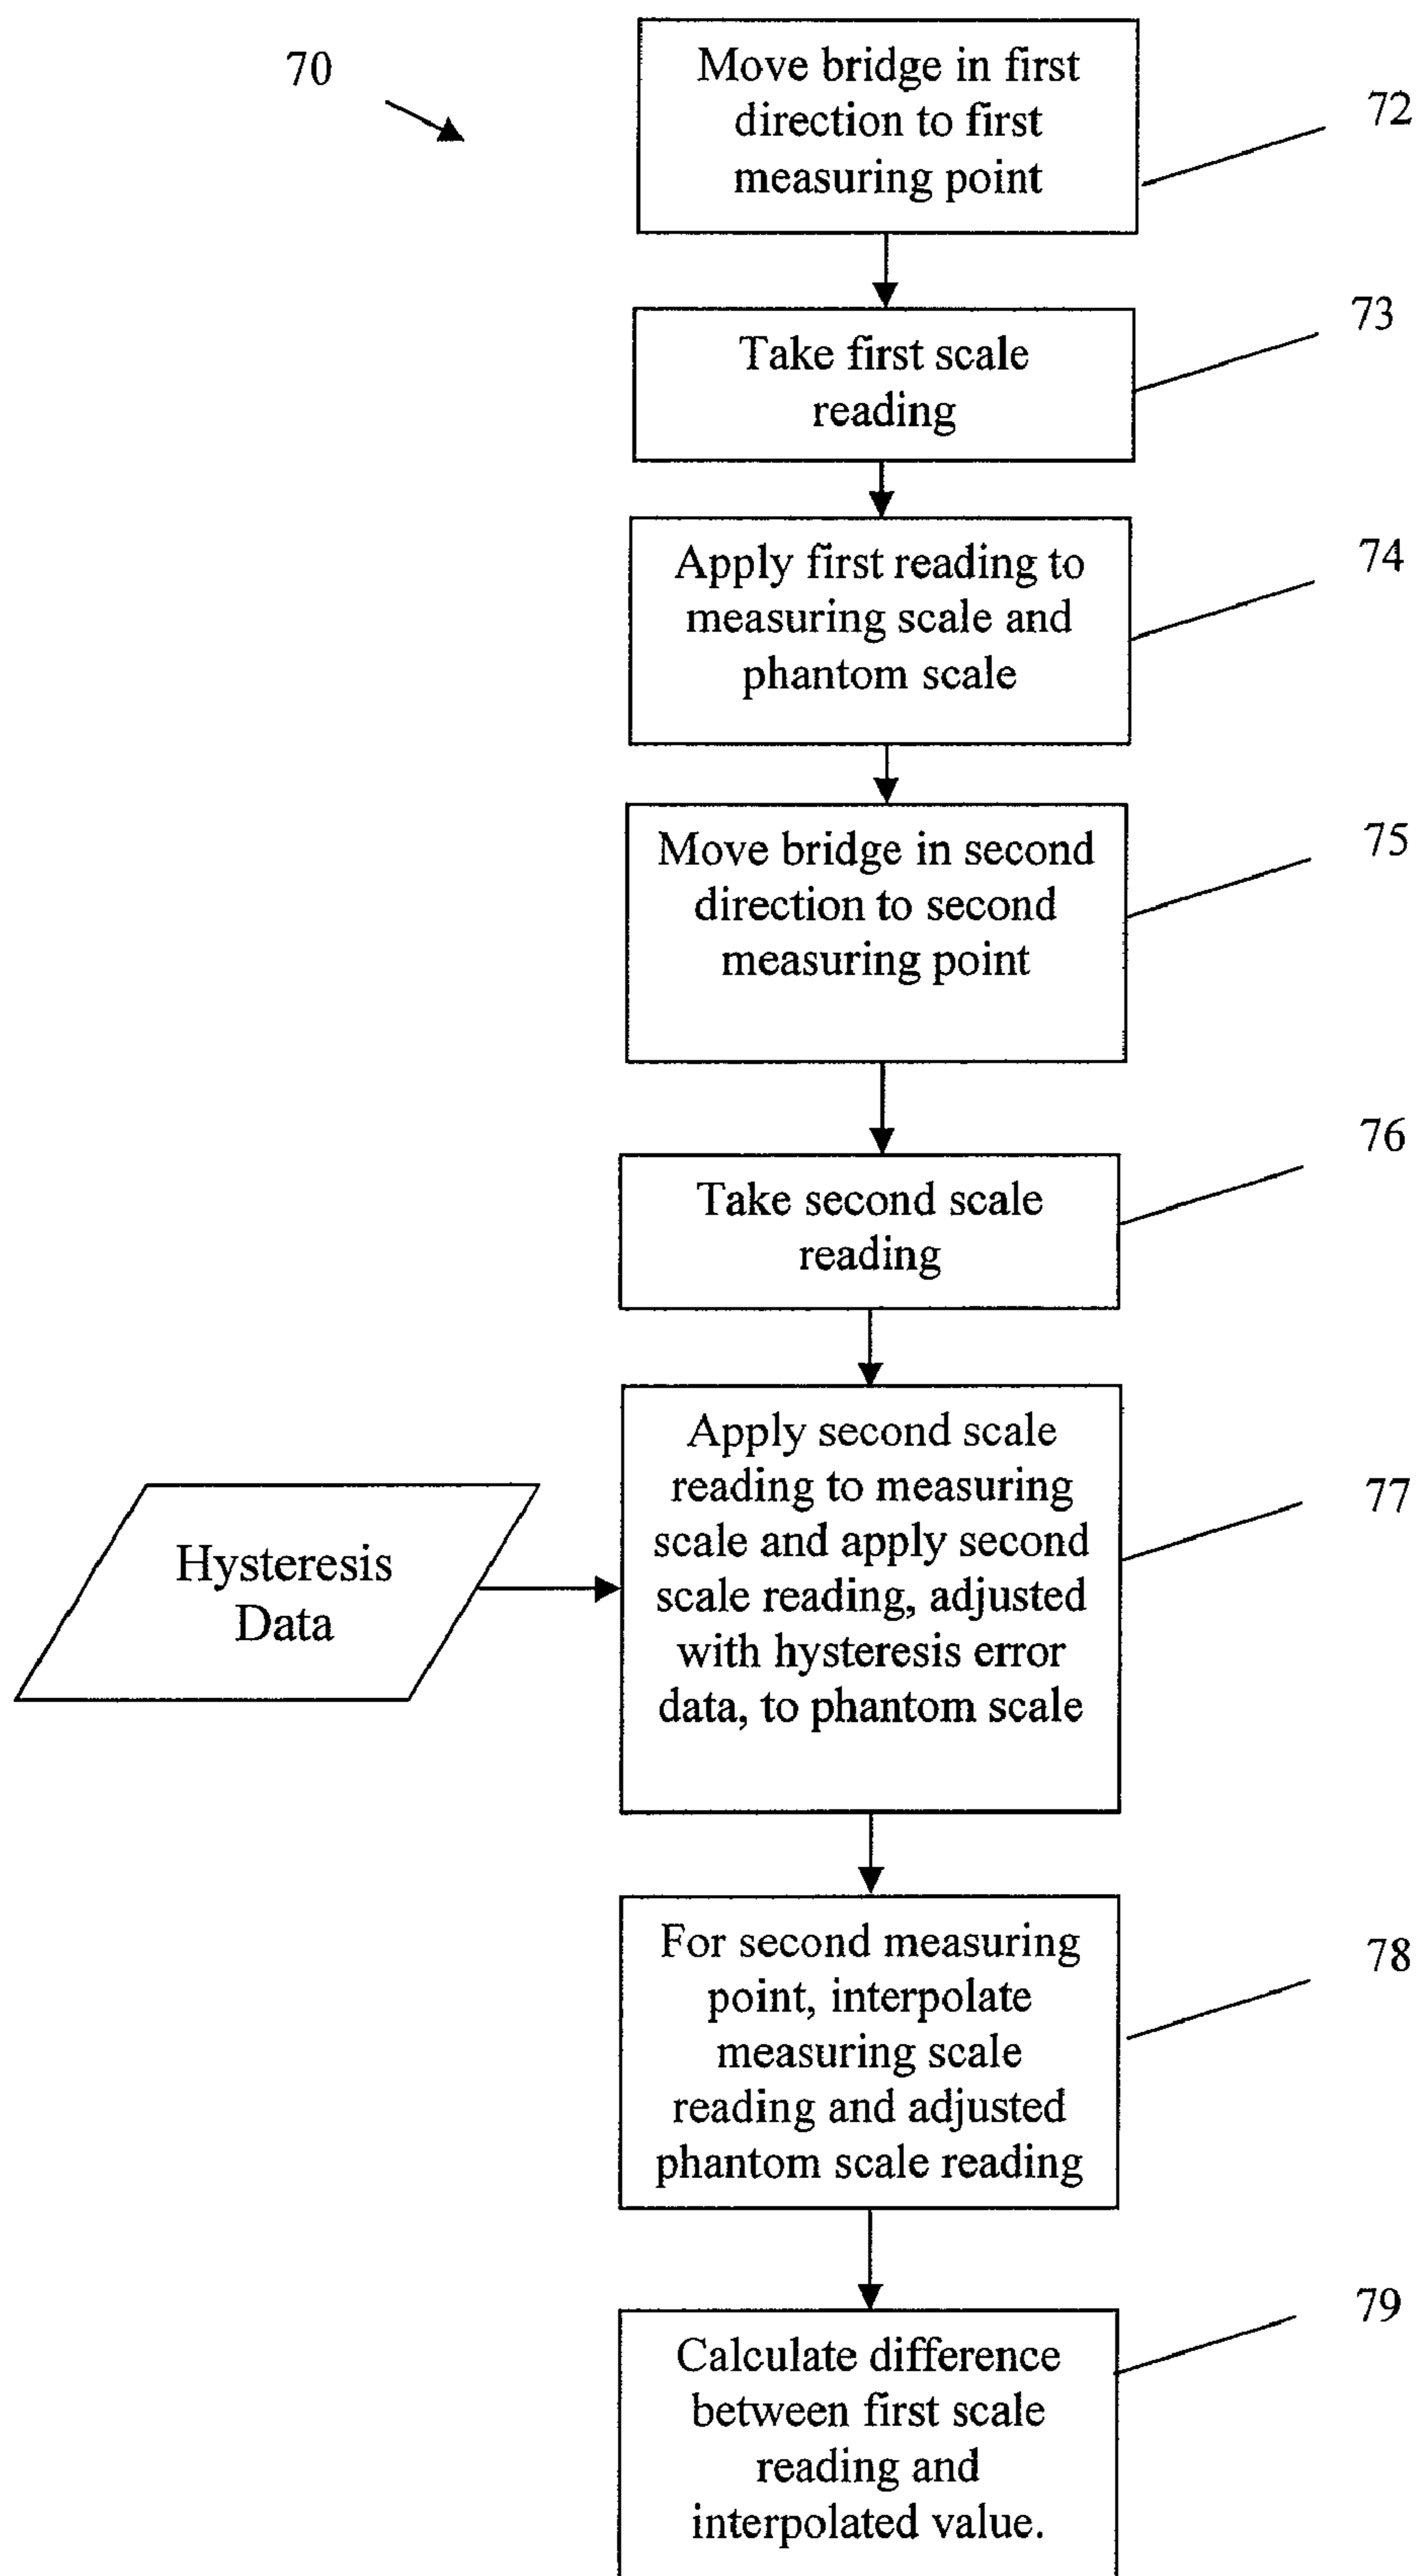 70
Move bridge in first
direction to first
measuring point
72
Take first scale
reading
73
Apply first reading to
measuring scale and
phantom scale
74
Move bridge in second
direction to second
measuring point
75
Take second scale
reading
76
Apply second scale
reading to measuring
scale and apply second
scale reading, adjusted
with hysteresis error
data, to phantom scale
77
Hysteresis
Data
For second measuring
point, interpolate
measuring scale
reading and adjusted
phantom scale reading
78
Calculate difference
between first scale
reading and
interpolated value.
79